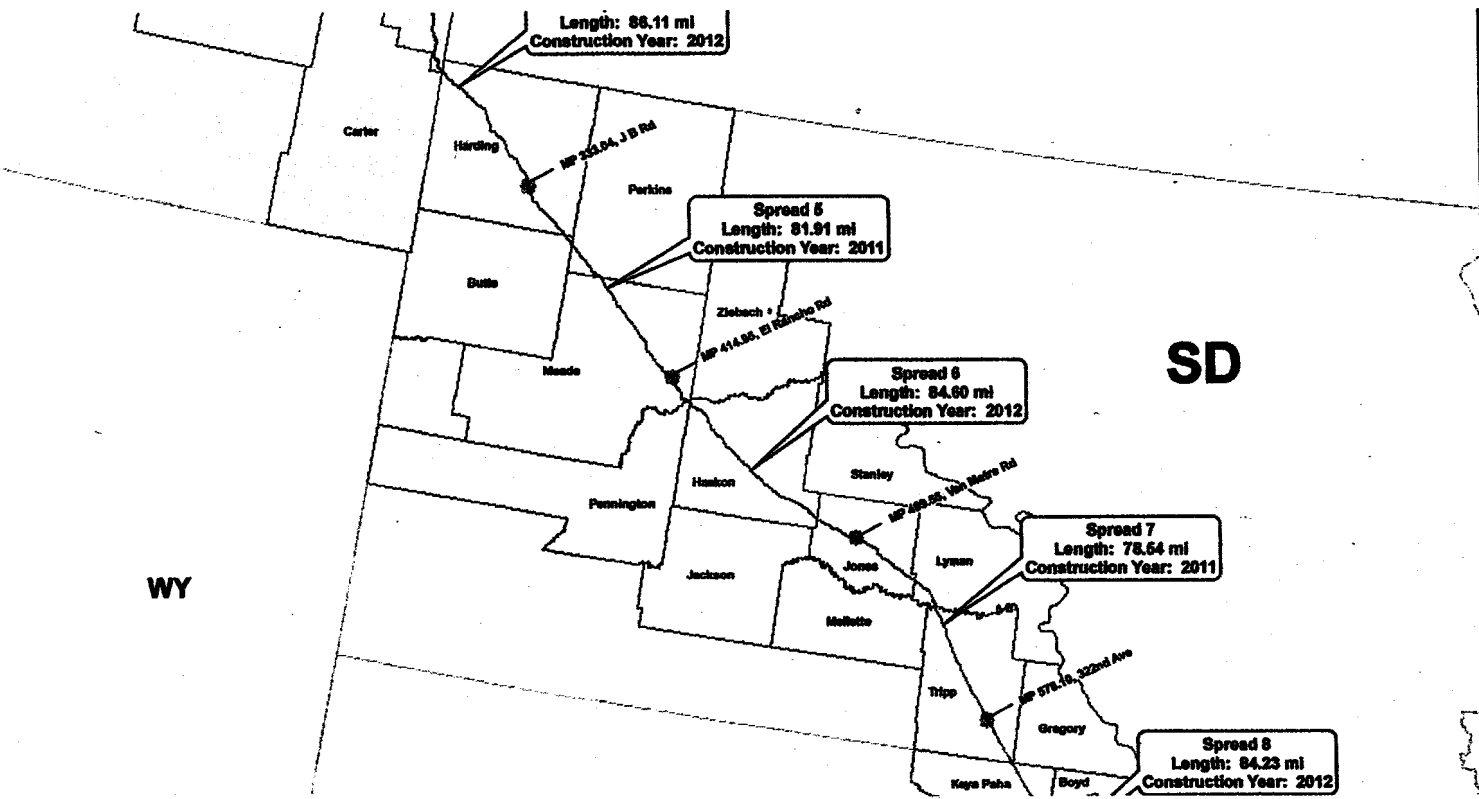 Length: 86.11 mi
Construction Year: 2012
Carter
Harding
MP 333.04, J B Rd
Perkins
Spread 5
Length: 81.91 mi
Construction Year: 2011
Butte
Ziebach
MP 414.95, El Rancho Rd
Meade
SD
Spread 6
Length: 84.60 mi
Construction Year: 2012
Stanley
Haakon
MP 499.55, Van Metre Rd
Pennington
Spread 7
Length: 78.54 mi
Construction Year: 2011
Lyman
Jones
Jackson
WY
Mellette
MP 578.10, 322nd Ave
Tripp
Gregory
Spread 8
Length: 84.23 mi
Construction Year: 2012
Keya Paha
Boyd